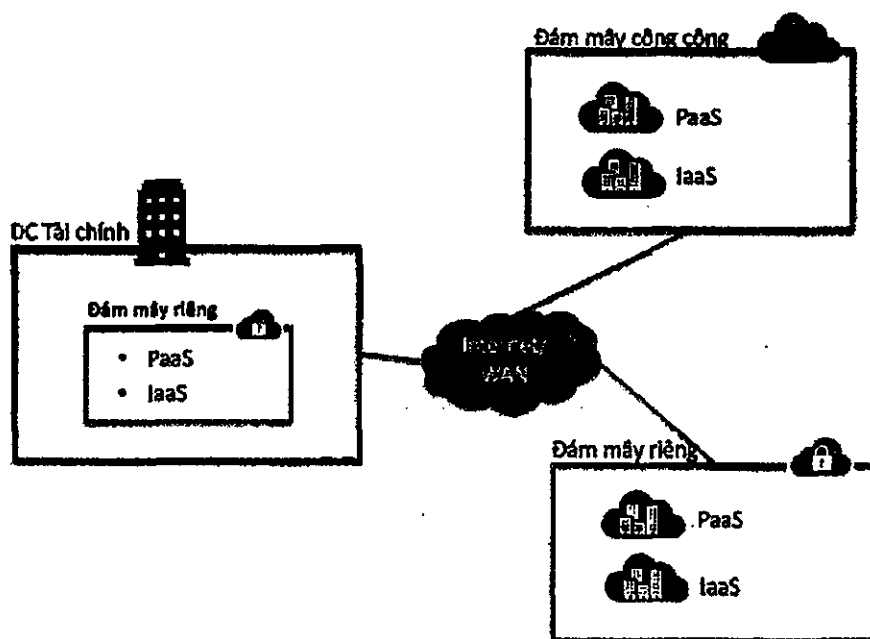 Đám mây công cộng
PaaS
IaaS
DC Tài chính
Đám mây riêng
• PaaS
• IaaS
Internet/
WAN
Đám mây riêng
PaaS
IaaS